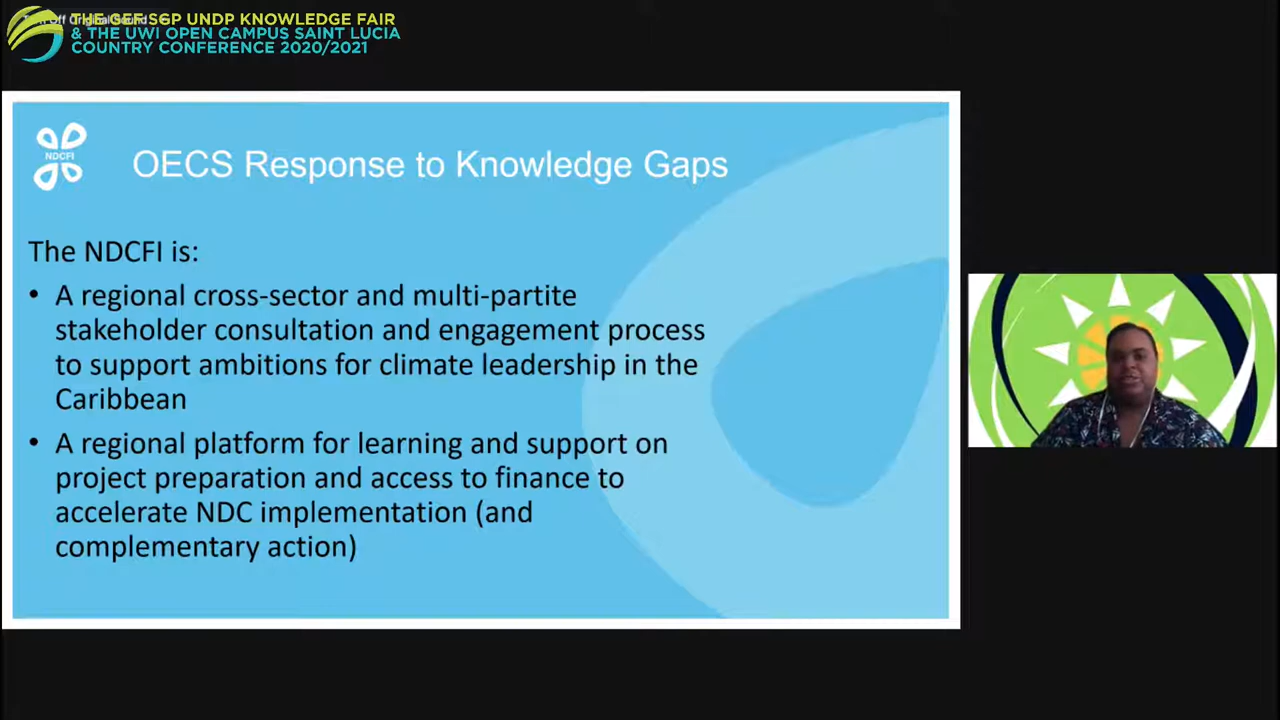 THE GEF SGP UNDP KNOWLEDGE FAIR
& THE UWI OPEN CAMPUS SAINT LUCIA
COUNTRY CONFERENCE 2020/2021
NDCFI
OECS Response to Knowledge Gaps
The NDCFI is:
• A regional cross-sector and multi-partite
stakeholder consultation and engagement process
to support ambitions for climate leadership in the
Caribbean
• A regional platform for learning and support on
project preparation and access to finance to
accelerate NDC implementation (and
complementary action)